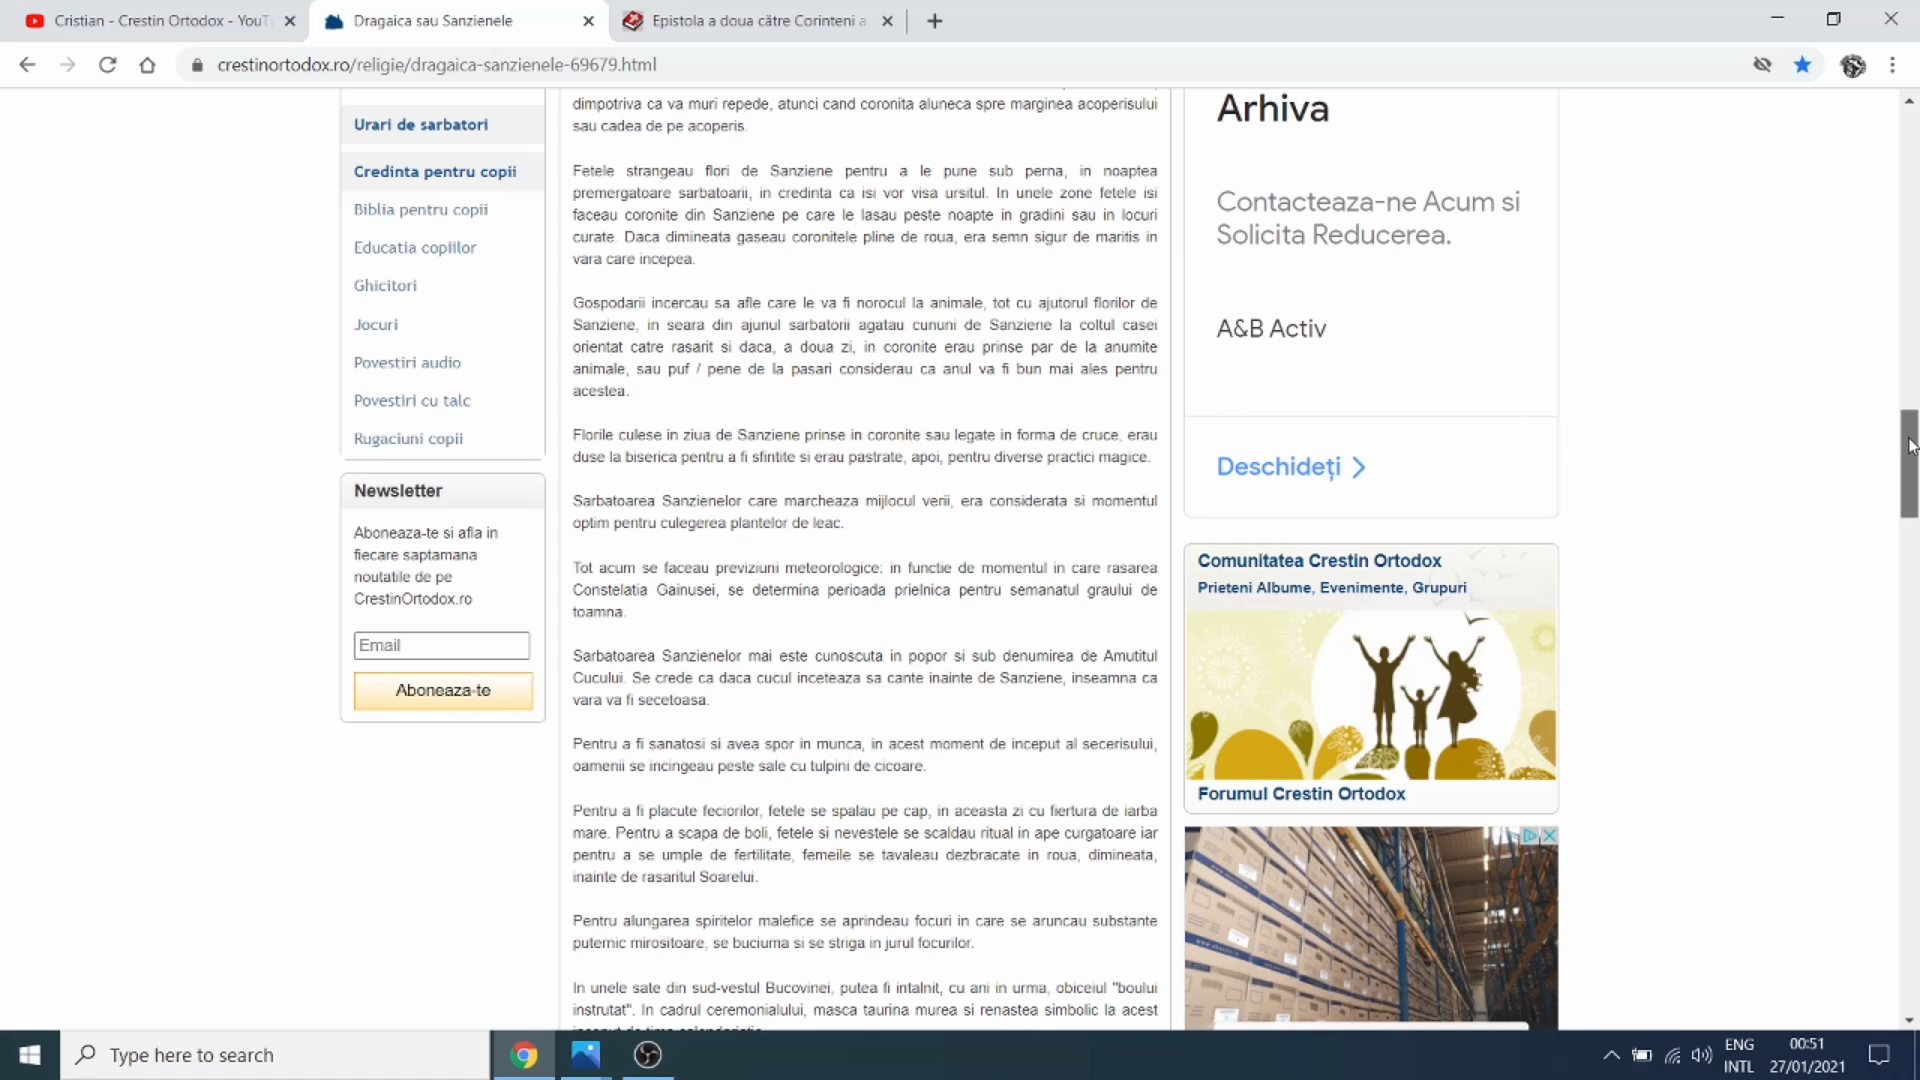 Cristian - Crestin Ortodox - YouT
Dragaica sau Sanzienele
Epistola a doua către Corinteni a
crestinortodox.ro/religie/dragaica-sanzienele-69679.html
Urari de sarbatori
Credinta pentru copii
Biblia pentru copii
Educatia copiilor
Ghicitori
Jocuri
Povestiri audio
Povestiri cu talc
Rugaciuni copii
Newsletter
Aboneaza-te si afla in
fiecare saptamana
noutatile de pe
CrestinOrtodox.ro
Email
Aboneaza-te
dimpotriva ca va muri repede, atunci cand coronita aluneca spre marginea acoperisului
sau cadea de pe acoperis.
Fetele strangeau flori de Sanziene pentru a le pune sub perna, in noaptea
premergatoare sarbatoarii, in credinta ca isi vor visa ursitul. In unele zone fetele isi
faceau coronite din Sanziene pe care le lasau peste noapte in gradini sau in locuri
curate. Daca dimineata gaseau coronitele pline de roua, era semn sigur de maritis in
vara care incepea.
Gospodarii incercau sa afle care le va fi norocul la animale, tot cu ajutorul florilor de
Sanziene, in seara din ajunul sarbatorii agatau cununi de Sanziene la coltul casei
orientat catre rasarit si daca, a doua zi, in coronite erau prinse par de la anumite
animale, sau puf / pene de la pasari considerau ca anul va fi bun mai ales pentru
acestea.
Florile culese in ziua de Sanziene prinse in coronite sau legate in forma de cruce, erau
duse la biserica pentru a fi sfintite si erau pastrate, apoi, pentru diverse practici magice.
Sarbatoarea Sanzienelor care marcheaza mijlocul verii, era considerata si momentul
optim pentru culegerea plantelor de leac.
Tot acum se faceau previziuni meteorologice: in functie de momentul in care rasarea
Constelatia Gainusei, se determina perioada prielnica pentru semanatul graului de
toamna.
Sarbatoarea Sanzienelor mai este cunoscuta in popor si sub denumirea de Amutitul
Cucului. Se crede ca daca cucul inceteaza sa cante inainte de Sanziene, inseamna ca
vara va fi secetoasa.
Pentru a fi sanatosi si avea spor in munca, in acest moment de inceput al secerisului,
oamenii se incingeau peste sale cu tulpini de cicoare.
Pentru a fi placute feciorilor, fetele se spalau pe cap, in aceasta zi cu fiertura de iarba
mare. Pentru a scapa de boli, fetele si nevestele se scaldau ritual in ape curgatoare iar
pentru a se umple de fertilitate, femeile se tavaleau dezbracate in roua, dimineata,
inainte de rasaritul Soarelui.
Pentru alungarea spiritelor malefice se aprindeau focuri in care se aruncau substante
puternic mirositoare, se buciuma si se striga in jurul focurilor.
In unele sate din sud-vestul Bucovinei, putea fi intalnit, cu ani in urma, obiceiul "boului
instrutat". In cadrul ceremonialului, masca taurina murea si renastea simbolic la acest
Arhiva
Contacteaza-ne Acum si
Solicita Reducerea.
A&B Activ
Deschideți
Comunitatea Crestin Ortodox
Prieteni Albume, Evenimente, Grupuri
Forumul Crestin Ortodox
Type here to search
ENG
INTL
00:51
27/01/2021